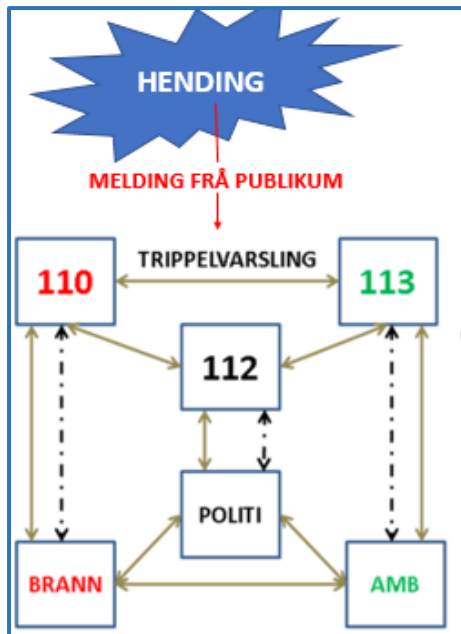 HENDING
MELDING FRÅ PUBLIKUM
TRIPPELVARSLING
110
113
112
POLITI
BRANN
AMB